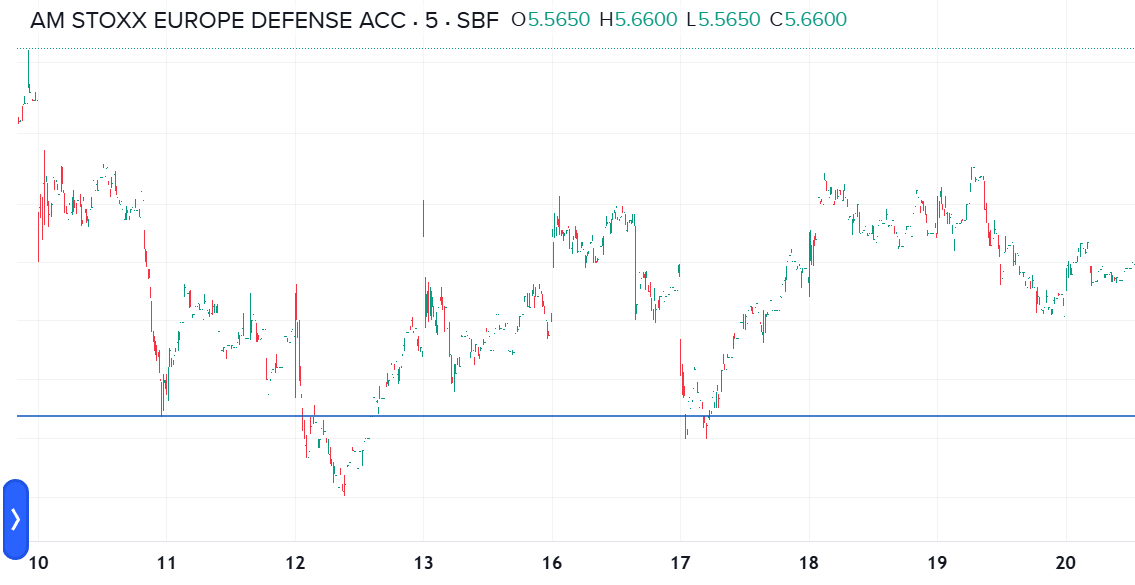 AM STOXX EUROPE DEFENSE ACC · 5 · SBF O5.5650 H5.6600 L5.5650 C5.6600
10 11 12 13 16 17 18 19 20